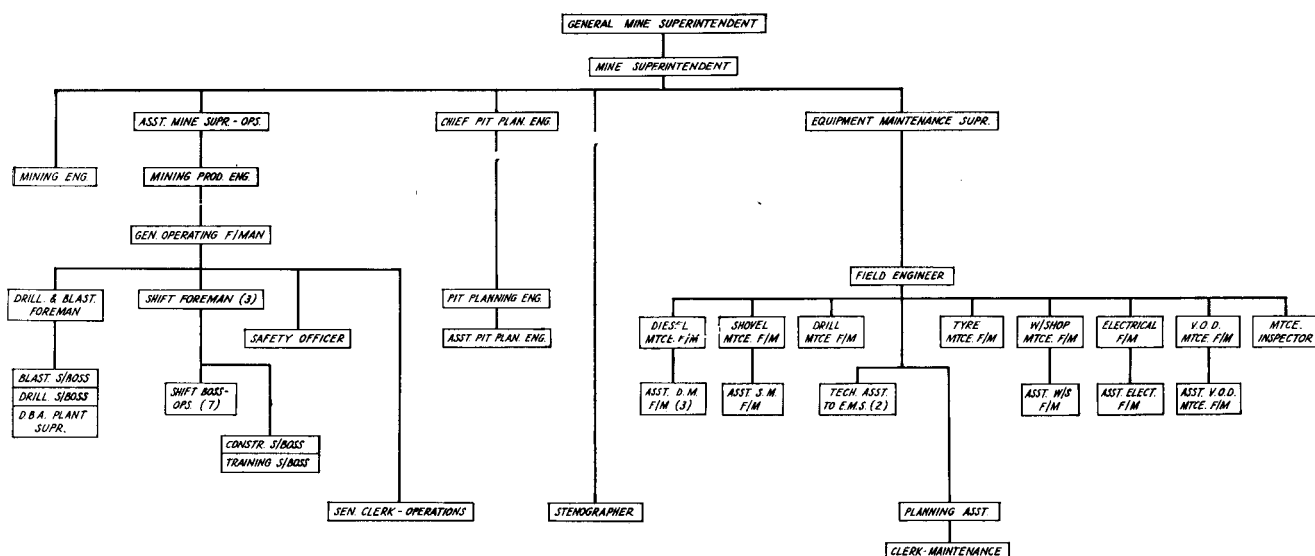 GENERAL MINE SUPERINTENDENT
MINE SUPERINTENDENT
ASST. MINE SUPR.-OPS.
CHIEF PIT PLAN. ENG.
EQUIPMENT MAINTENANCE SUPR.
MINING ENG.
MINING PROD. ENG.
GEN. OPERATING F/MAN
FIELD ENGINEER
DRILL. & BLAST.
FOREMAN
SHIFT FOREMAN (3)
SAFETY OFFICER
PIT PLANNING ENG.
ASST PIT PLAN. ENG.
DIESEL
MTCE. F/M
SHOVEL
MTCE. F/M
DRILL
MTCE F/M
TYRE
MTCE. F/M
W/SHOP
MTCE. F/M
ELECTRICAL
F/M
V.O.D.
MTCE. F/M
MTCE.
INSPECTOR
BLAST. S/BOSS
DRILL. S/BOSS
D.B.A. PLANT
SUPR.
SHIFT BOSS-
OPS. (7)
ASST. D.M.
F/M (3)
ASST. S.M.
F/M
TECH. ASST.
TO E.M.S. (2)
ASST. W/S
F/M
ASST. ELECT.
F/M
ASST. V.O.D.
MTCE. F/M
CONSTR. S/BOSS
TRAINING S/BOSS
SEN. CLERK - OPERATIONS
STENOGRAPHER
PLANNING ASST.
CLERK-MAINTENANCE